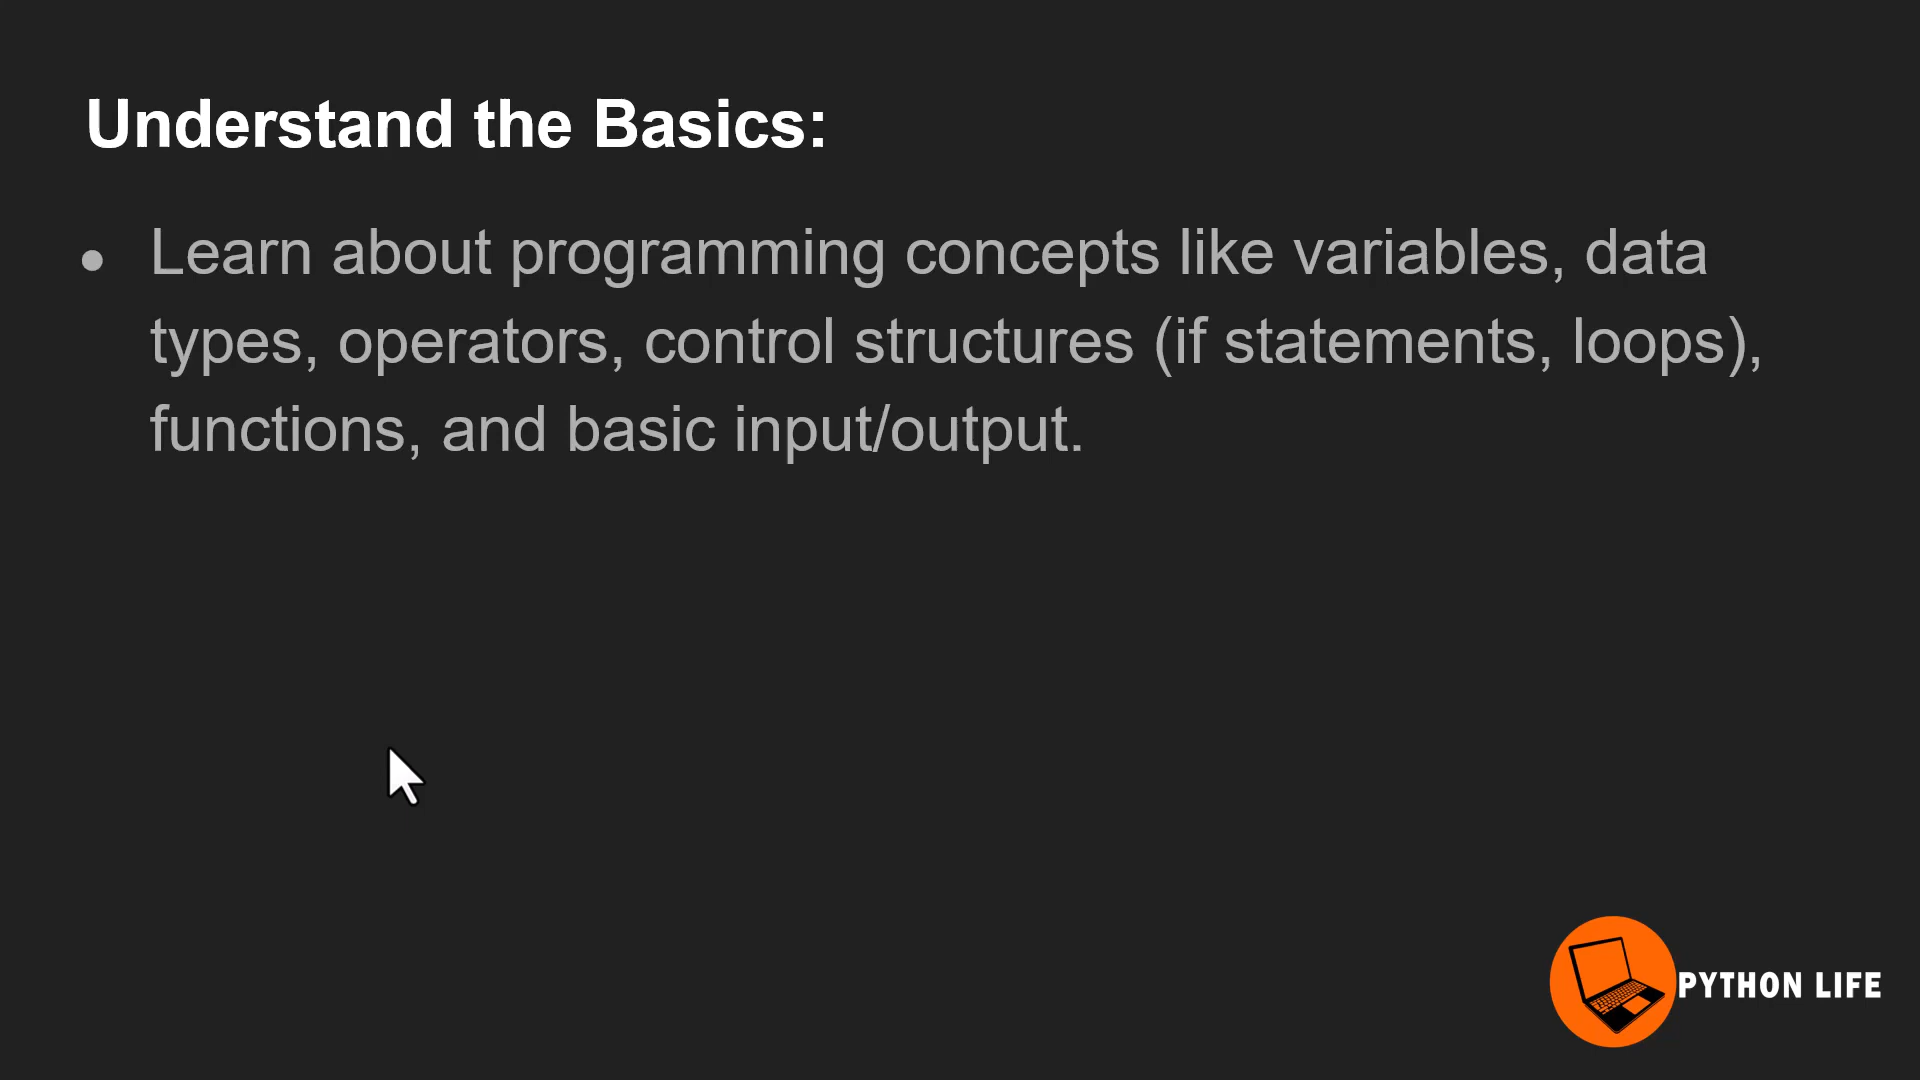 Understand the Basics:
● Learn about programming concepts like variables, data
types, operators, control structures (if statements, loops),
functions, and basic input/output.
PYTHON LIFE